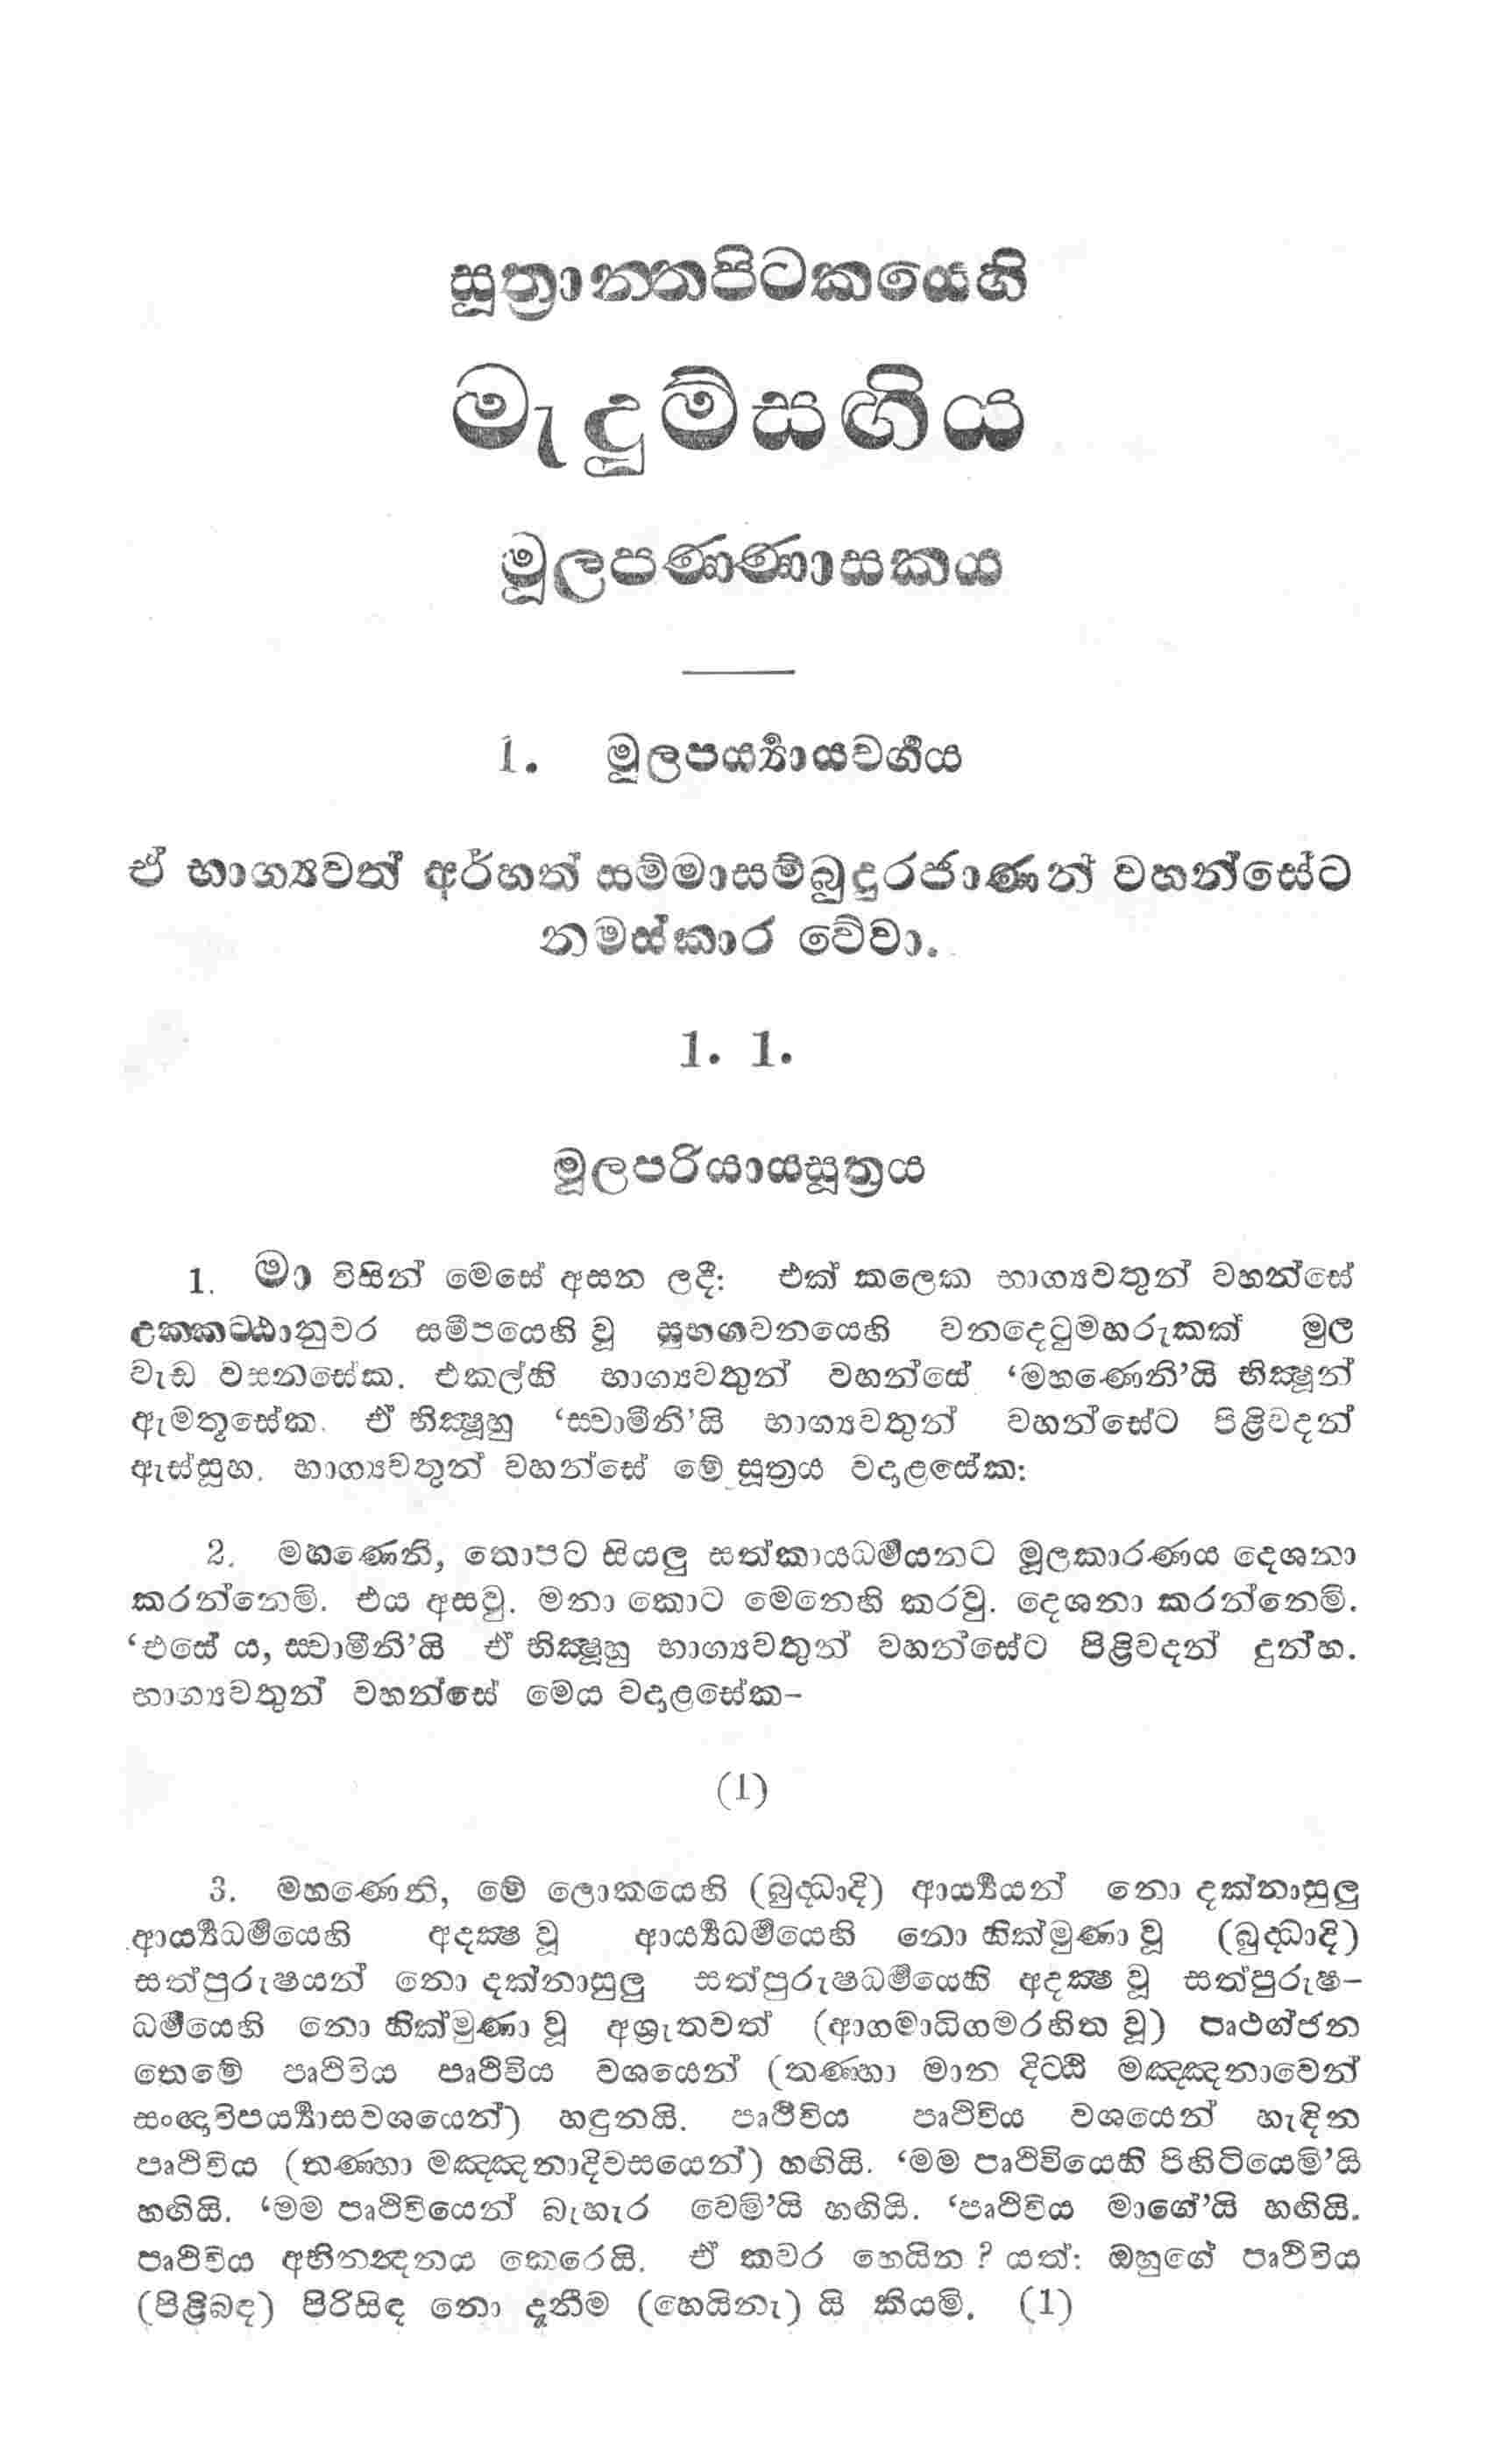 සූත්‍රාන්තපිටකයෙහි
මැදුම්සඟිය
මූලපණ්ණාසකය
1. මූලපර්‍ය්‍යායවර්‍ගය
ඒ භාග්‍යවත් අර්හත් සම්මාසම්බුදුරජාණන් වහන්සේට
නමස්කාර වේවා.
1. 1.
මූලපරියායසූත්‍රය
1. මා විසින් මෙසේ අසන ලදී: එක් කලෙක භාග්‍යවතුන් වහන්සේ
උක්කට්ඨානුවර සමීපයෙහි වූ සුභගවනයෙහි වනදෙටුමහරුකක් මුල
වැඩ වසනසේක. එකල්හි භාග්‍යවතුන් වහන්සේ ‘මහණෙනි’යි භික්‍ෂූන්
ඇමතූසේක. ඒ භික්‍ෂූහු ‘ස්වාමීනි’යි භාග්‍යවතුන් වහන්සේට පිළිවදන්
ඇස්සූහ. භාග්‍යවතුන් වහන්සේ මේ සූත්‍රය වදාළසේක:
2. මහණෙනි, තොපට සියලු සත්කායධර්‍මයනට මූලකාරණය දෙශනා
කරන්නෙමි. එය අසවු. මනා කොට මෙනෙහි කරවු. දෙශනා කරන්නෙමි.
‘එසේ ය, ස්වාමීනි’යි ඒ භික්‍ෂූහු භාග්‍යවතුන් වහන්සේට පිළිවදන් දුන්හ.
භාග්‍යවතුන් වහන්සේ මෙය වදාළසේක–
(1)
3. මහණෙනි, මේ ලොකයෙහි (බුද්ධාදි) ආර්‍ය්‍යයන් නො දක්නාසුලු
ආර්‍ය්‍යධර්‍මයෙහි අදක්‍ෂ වූ ආර්‍ය්‍යධර්‍මයෙහි නො හික්මුණා වූ (බුද්ධාදි)
සත්පුරුෂයන් නො දක්නාසුලු සත්පුරුෂධර්‍මයෙහි අදක්‍ෂ වූ සත්පුරුෂ–
ධර්‍මයෙහි නො හික්මුණා වූ අශ්‍රුතවත් (ආගමාධිගමරහිත වූ) පෘථග්ජන
තෙමේ පෘථිවිය පෘථිවිය වශයෙන් (තණ්හා මාන දිට්ඨි මඤ්ඤනාවෙන්
සංඥාවිපර්‍ය්‍යාසවශයෙන්) හඳුනයි. පෘථිවිය පෘථිවිය වශයෙන් හැඳින
පෘථිවිය (තණ්හා මඤ්ඤනාදිවසයෙන්) හඟියි. ‘මම පෘථිවියෙහි පිහිටියෙමි’යි
හඟියි. ‘මම පෘථිවියෙන් බැහැර වෙමි’යි හඟියි. ‘පෘථිවිය මාගේ’යි හඟියි.
පෘථිවිය අභිනන්‍දනය කෙරෙයි. ඒ කවර හෙයින ? යත්: ඔහුගේ පෘථිවිය
(පිළිබඳ) පිරිසිඳ නො දැනීම (හෙයිනැ) යි කියමි. (1)